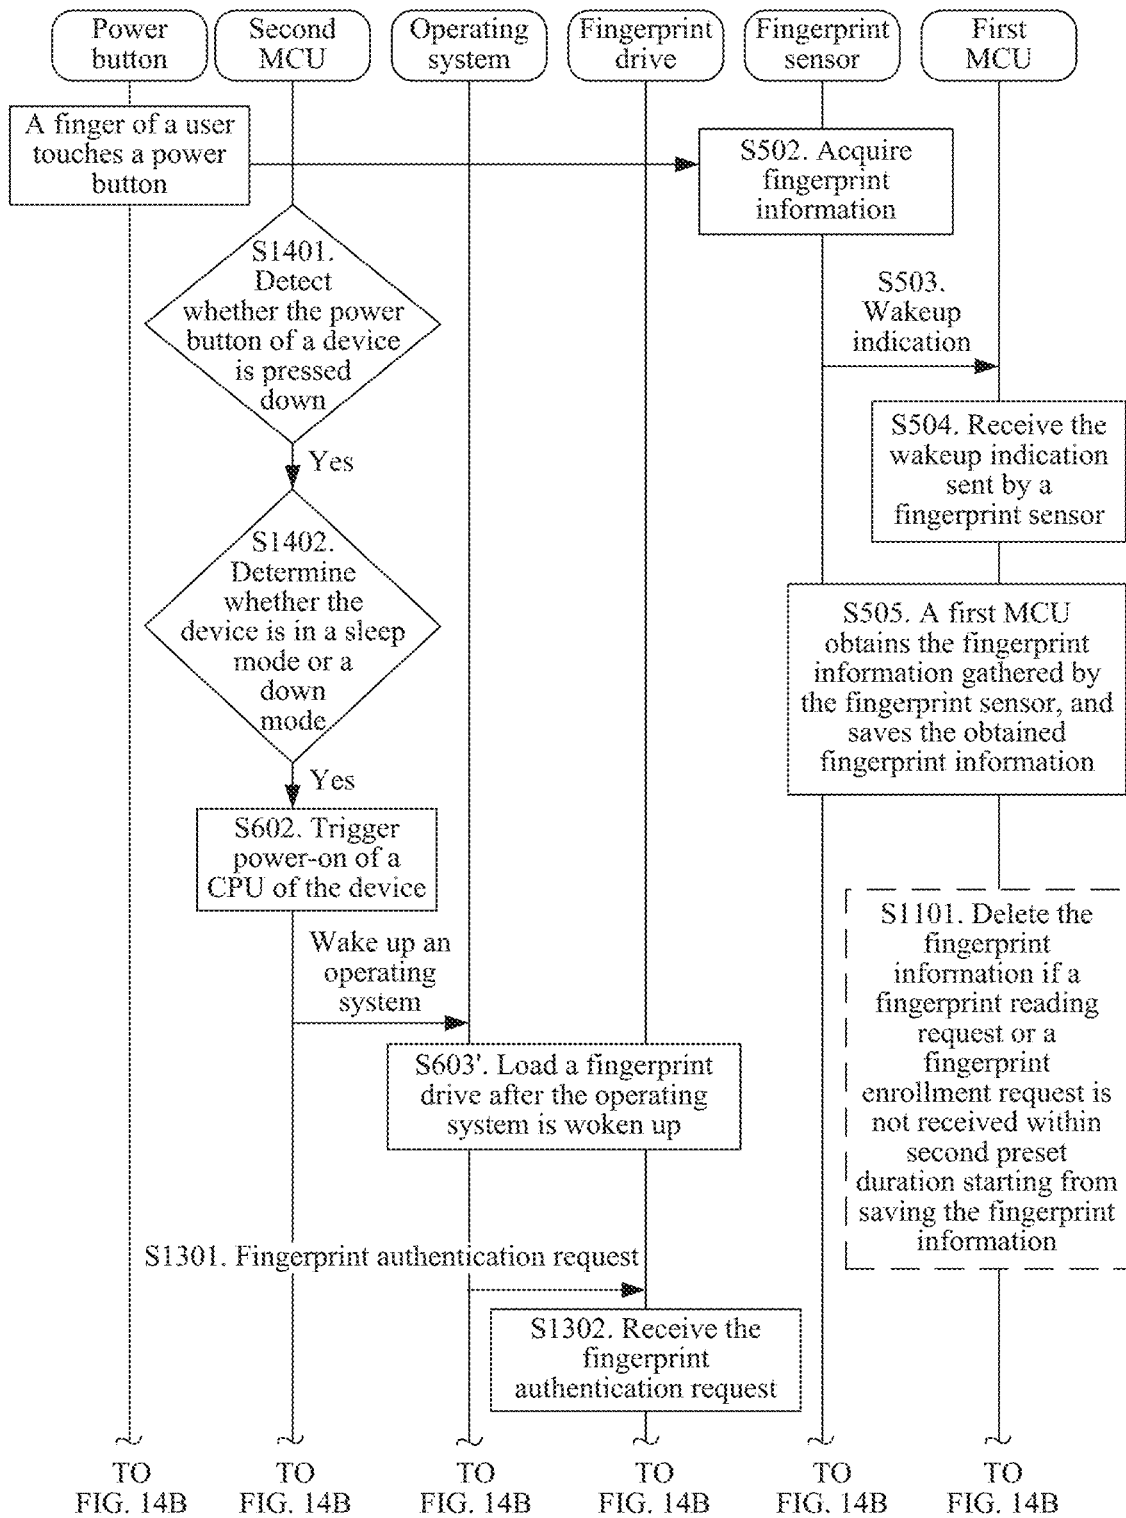 Power
button
Second
MCU
Operating
system
Fingerprint
drive
Fingerprint
sensor
First
MCU
A finger of a user
touches a power
button
S502. Acquire
fingerprint
information
S1401.
Detect
whether the power
button of a device
is pressed
down
S503.
Wakeup
indication
S504. Receive the
wakeup indication
sent by a
fingerprint sensor
Yes
S1402.
Determine
whether the
device is in a sleep
mode or a
down
mode
S505. A first MCU
obtains the fingerprint
information gathered by
the fingerprint sensor, and
saves the obtained
fingerprint information
Yes
S602. Trigger
power-on of a
CPU of the device
S1101. Delete the
fingerprint
information if a
fingerprint reading
request or a
fingerprint
enrollment request is
not received within
second preset
duration starting from
saving the fingerprint
information
Wake up an
operating
system
S603'. Load a fingerprint
drive after the operating
system is woken up
S1301. Fingerprint authentication request
S1302. Receive the
fingerprint
authentication request
TO
FIG. 14B
TO
FIG. 14B
TO
FIG. 14B
TO
FIG. 14B
TO
FIG. 14B
TO
FIG. 14B